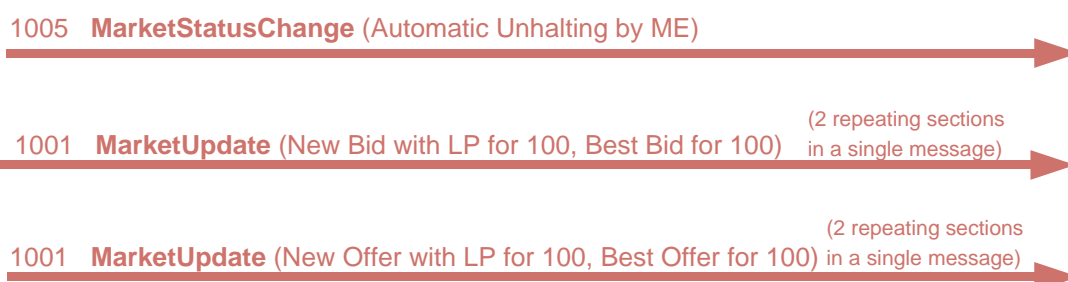 1005 MarketStatusChange (Automatic Unhalting by ME)
1001 MarketUpdate (New Bid with LP for 100, Best Bid for 100) (2 repeating sections
in a single message)
1001 MarketUpdate (New Offer with LP for 100, Best Offer for 100) (2 repeating sections
in a single message)